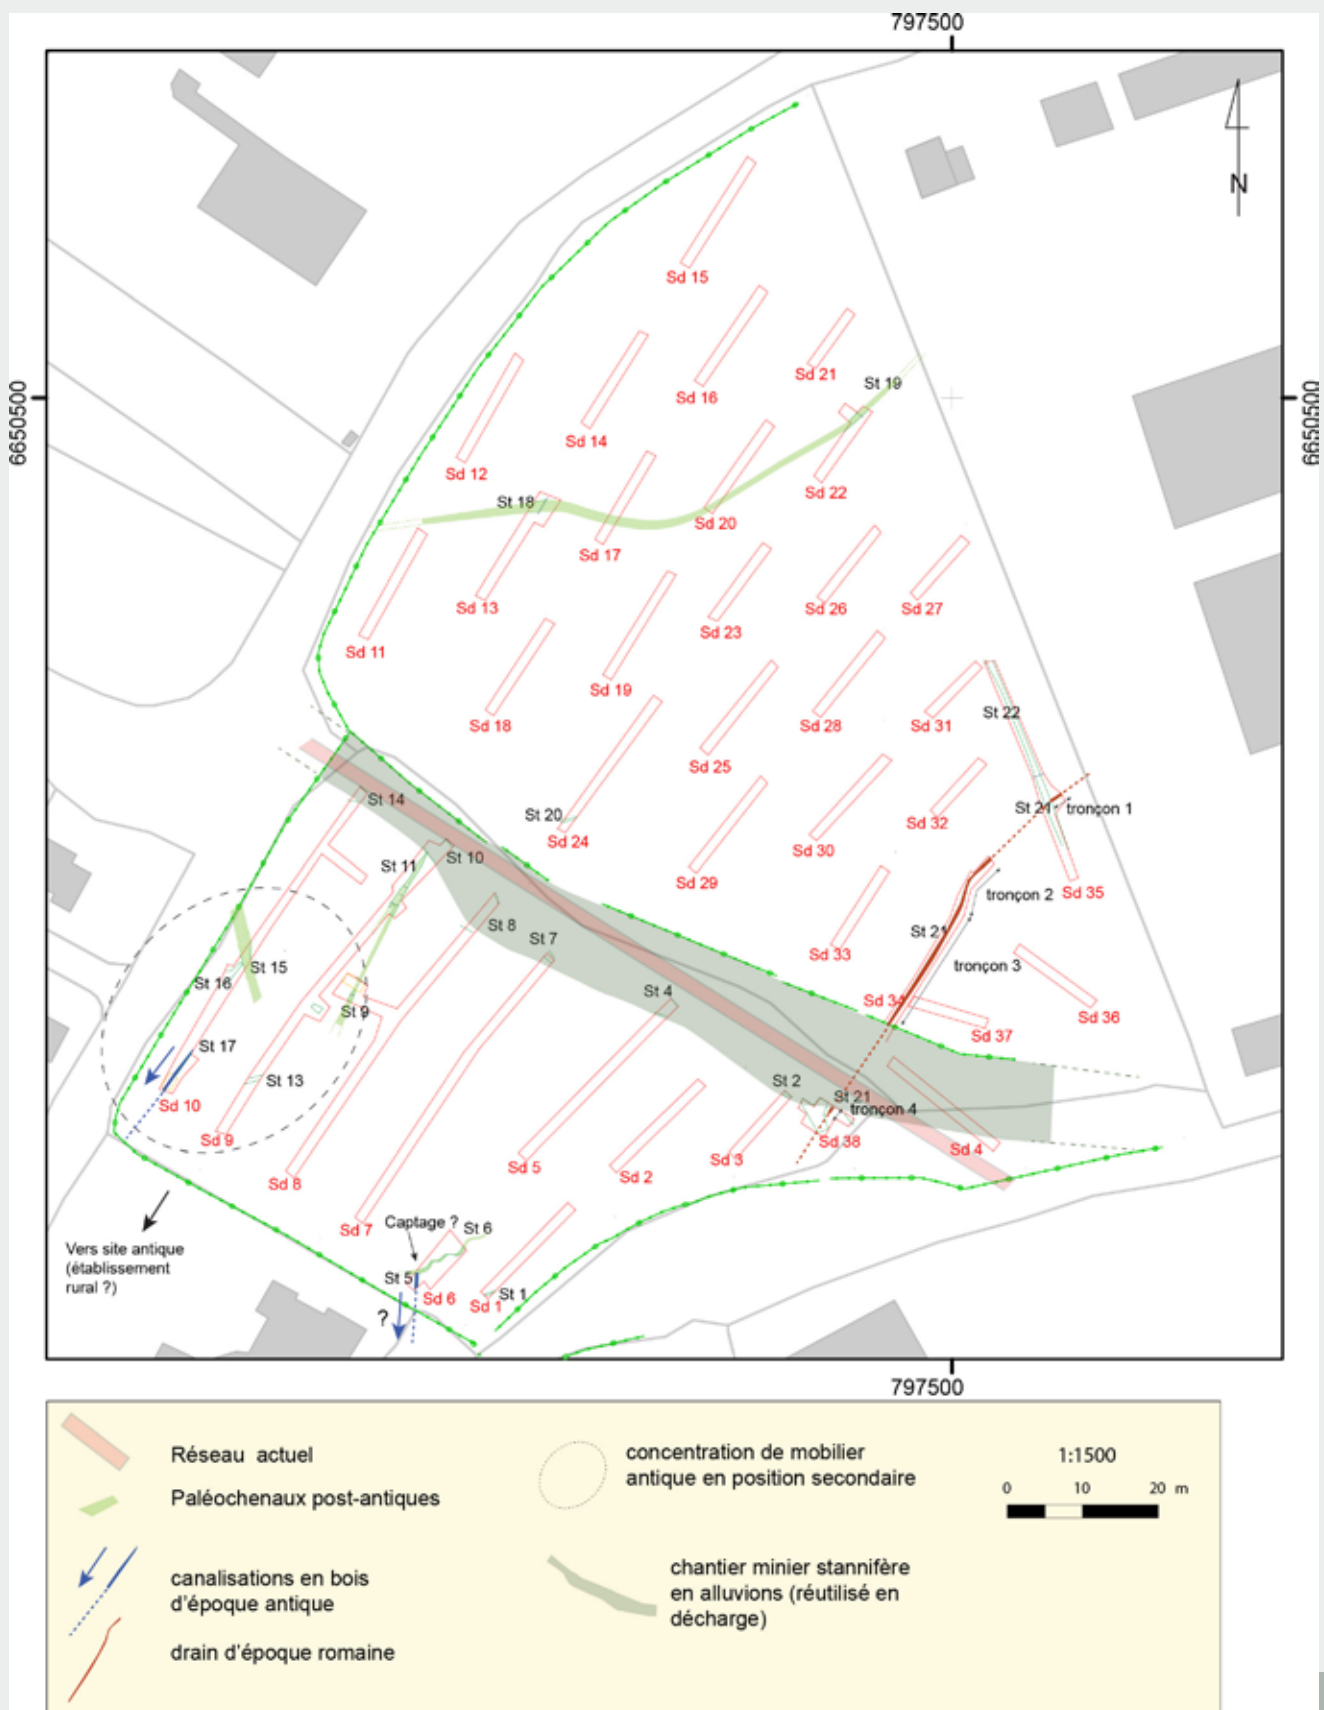 797500
N
6650500
6650500
Sd 15
Sd 16
Sd 21
St 19
Sd 14
Sd 12
Sd 22
St 18
Sd 20
Sd 17
Sd 13
Sd 26
Sd 27
Sd 23
Sd 11
Sd 19
Sd 18
Sd 28
Sd 31
St 22
Sd 25
St 14
St 20
Sd 24
St 21
tronçon 1
Sd 32
Sd 30
St 10
St 11
Sd 29
Sd 35
tronçon 2
St 8
St 7
St 21
Sd 33
tronçon 3
St 15
St 16
St 4
Sd 34
St 9
Sd 36
Sd 37
St 17
St 13
St 2
St 21
tronçon 4
Sd 10
Sd 9
Sd 38
Sd 4
Sd 3
Sd 5
Sd 2
Sd 8
Captage ?
Sd 7
St 6
Vers site antique
(établissement
rural ?)
St 5
Sd 6
Sd 1
St 1
?
797500
Réseau actuel
Paléochenaux post-antiques
canalisations en bois
d'époque antique
drain d'époque romaine
concentration de mobilier
antique en position secondaire
chantier minier stannifère
en alluvions (réutilisé en
décharge)
1:1500
0 10 20 m